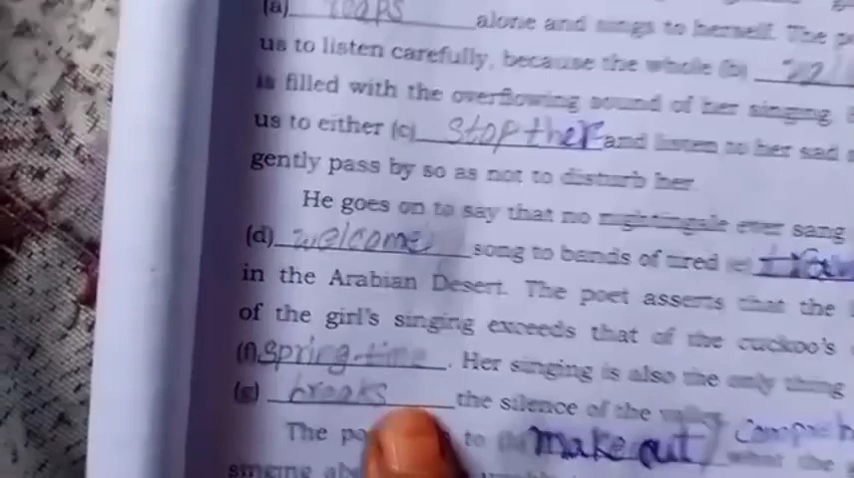 (a) reaps alone and sings to herself. The
us to listen carefully, because the whole (b)
is filled with the overflowing sound of her singing.
us to either (c) stop ther and listen to her sad
gently pass by so as not to disturb her.
He goes on to say that no nightingale ever sang
(d) welcome song to bands of tired (e)
in the Arabian Desert. The poet asserts that the
of the girl's singing exceeds that of the cuckoo's
(f) spring-time. Her singing is also the only thing
(g) breaks the silence of the valley
The to make out what the
singing